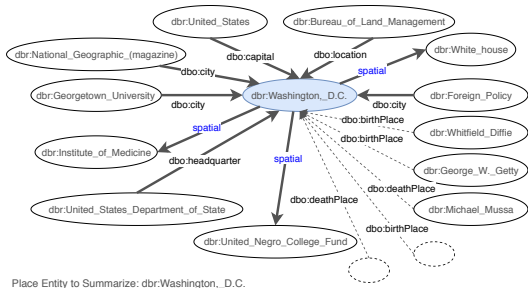 dbr:United_States
dbr:Bureau_of_Land_Management
dbr:National_Geographic_(magazine)
dbo:capital
dbo:location
dbr:White_house
dbo:city
spatial
dbr:Georgetown_University
dbr:Washington,_D.C.
dbr:Foreign_Policy
dbo:city
dbo:city
dbo:birthPlace
spatial
dbr:Whitfield_Diffie
dbo:birthPlace
dbr:Institute_of_Medicine
dbo:headquarter
spatial
dbr:George_W._Getty
dbo:deathPlace
dbo:deathPlace
dbr:United_States_Department_of_State
dbr:Michael_Mussa
dbo:birthPlace
dbr:United_Negro_College_Fund
Place Entity to Summarize: dbr:Washington,_D.C.